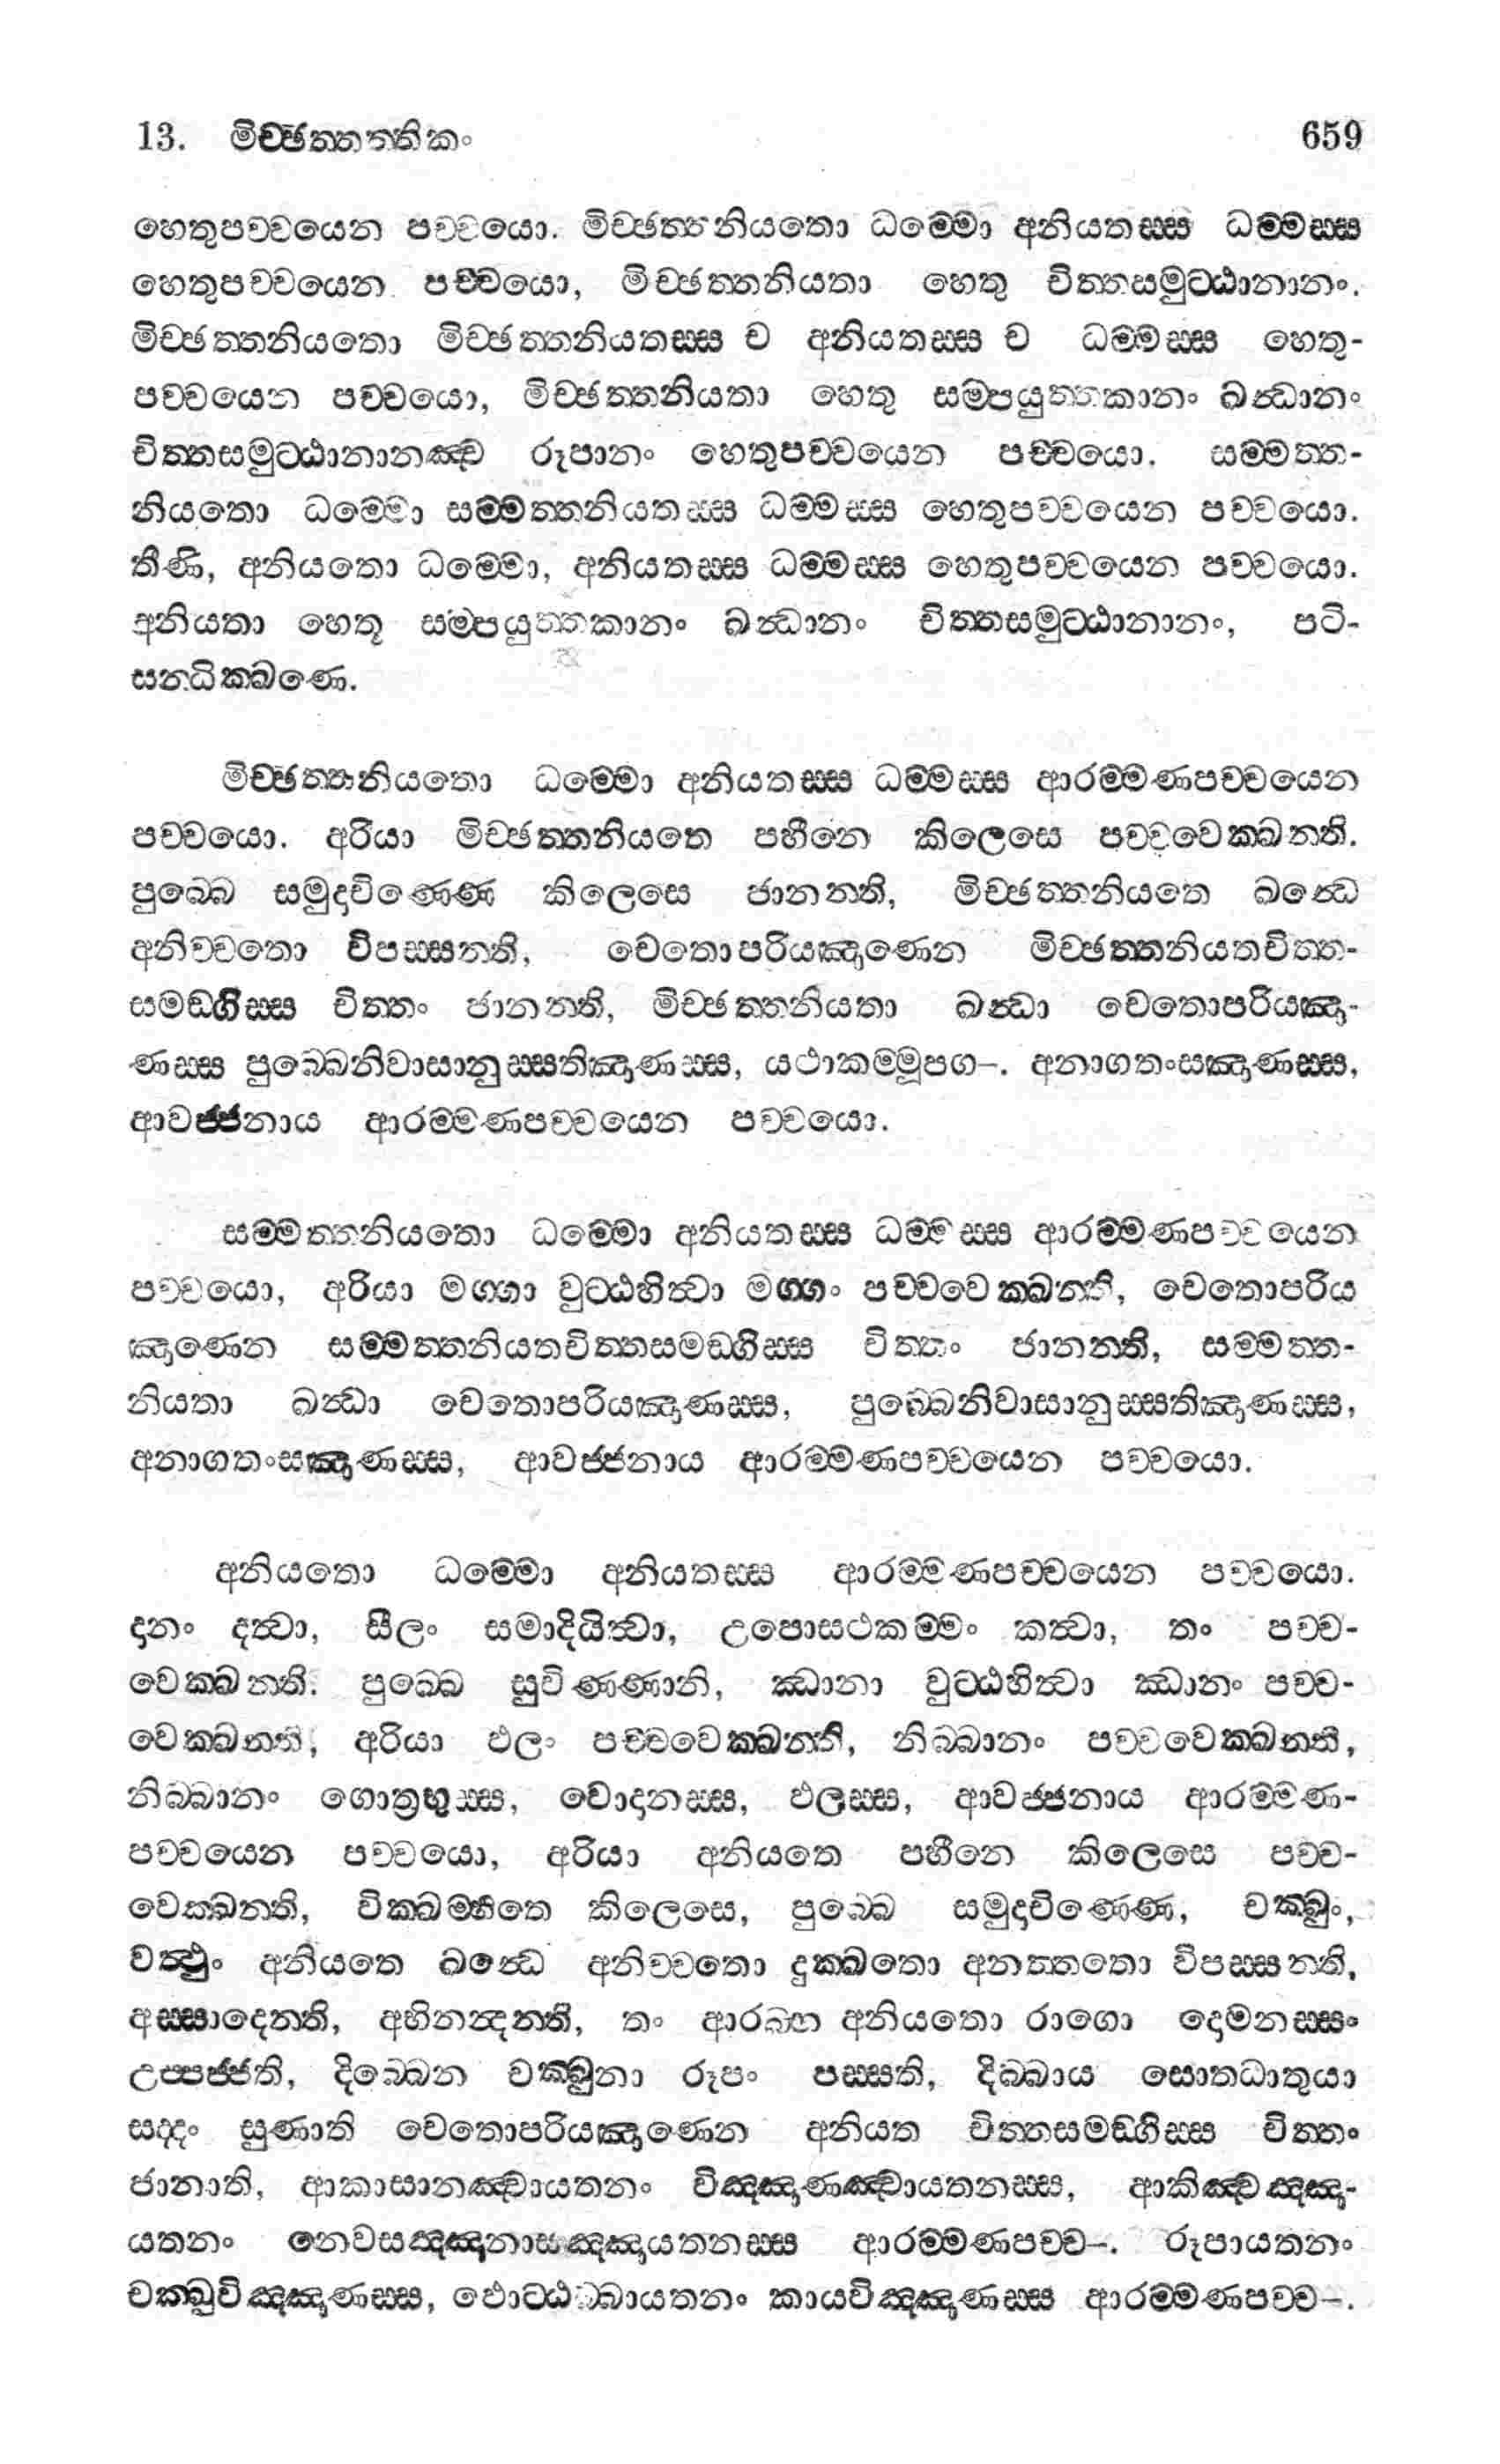 13. මිච්ඡත්තත්තිකං 659
හෙතුපච්චයෙන පච්චයො. මිච්ඡත්තනියතො ධම්මො අනියතස්ස ධම්මස්ස
හෙතුපච්චයෙන පච්චයො, මිච්ඡත්තනියතා හෙතු චිත්තසමුට්ඨානානං.
මිච්ඡත්තනියතො මිච්ඡත්තනියතස්ස ච අනියතස්ස ච ධම්මස්ස හෙතු-
පච්චයෙන පච්චයො, මිච්ඡත්තනියතා හෙතු සම්පයුත්තකානං ඛන්ධානං
චිත්තසමුට්ඨානානඤ්ච රූපානං හෙතුපච්චයෙන පච්චයො. සම්මත්ත-
නියතො ධම්මො සම්මත්තනියතස්ස ධම්මස්ස හෙතුපච්චයෙන පච්චයො.
තීණි, අනියතො ධම්මො, අනියතස්ස ධම්මස්ස හෙතුපච්චයෙන පච්චයො.
අනියතා හෙතූ සම්පයුත්තකානං ඛන්ධානං චිත්තසමුට්ඨානානං, පටි-
සන්ධික්ඛණෙ.
මිච්ඡත්තනියතො ධම්මො අනියතස්ස ධම්මස්ස ආරම්මණපච්චයෙන
පච්චයො. අරියා මිච්ඡත්තනියතෙ පහීනෙ කිලෙසෙ පච්චවෙක්ඛන්ති.
පුබ්බෙ සමුදාචිණ්ණෙ කිලෙසෙ ජානන්ති, මිච්ඡත්තනියතෙ ඛන්ධෙ
අනිච්චතො විපස්සන්ති, චෙතොපරියඤාණෙන මිච්ඡත්තනියතචිත්ත-
සමඞ්ගිස්ස චිත්තං ජානන්ති, මිච්ඡත්තනියතා ඛන්ධා චෙතොපරියඤා-
ණස්ස පුබ්බෙනිවාසානුස්සතිඤාණස්ස, යථාකම්මූපග–. අනාගතංසඤාණස්ස,
ආවජ්ජනාය ආරම්මණපච්චයෙන පච්චයො.
සම්මත්තනියතො ධම්මො අනියතස්ස ධම්මස්ස ආරම්මණපච්චයෙන
පච්චයො, අරියා මග්ගා වුට්ඨහිත්වා මග්ගං පච්චවෙක්ඛන්ති, චෙතොපරිය
ඤාණෙන සම්මත්තනියතචිත්තසමඞ්ගිස්ස චිත්තං ජානන්ති, සම්මත්ත-
නියතා ඛන්ධා චෙතොපරියඤාණස්ස, පුබ්බෙනිවාසානුස්සතිඤාණස්ස,
අනාගතංසඤාණස්ස, ආවජ්ජනාය ආරම්මණපච්චයෙන පච්චයො.
අනියතො ධම්මො අනියතස්ස ආරම්මණපච්චයෙන පච්චයො.
දානං දත්වා, සීලං සමාදියිත්වා, උපොසථකම්මං කත්වා, තං පච්ච-
වෙක්ඛන්ති. පුබ්බෙ සුචිණ්ණානි, ඣානා වුට්ඨහිත්වා ඣානං පච්ච-
වෙක්ඛන්ති, අරියා ඵලං පච්චවෙක්ඛන්ති, නිබ්බානං පච්චවෙක්ඛන්ති,
නිබ්බානං ගොත්‍රභුස්ස, වොදානස්ස, ඵලස්ස, ආවජ්ජනාය ආරම්මණ-
පච්චයෙන පච්චයො, අරියා අනියතෙ පහීනෙ කිලෙසෙ පච්ච-
වෙක්ඛන්ති, වික්ඛම්භිතෙ කිලෙසෙ, පුබ්බෙ සමුදාචිණ්ණෙ, චක්ඛුං,
වත්ථුං අනියතෙ ඛන්ධෙ අනිච්චතො දුක්ඛතො අනත්තතො විපස්සන්ති,
අස්සාදෙන්ති, අභිනන්දන්ති, තං ආරබ්භ අනියතො රාගො දොමනස්සං
උප්පජ්ජති, දිබ්බෙන චක්ඛුනා රූපං පස්සති, දිබ්බාය සොතධාතුයා
සද්දං සුණාති චෙතොපරියඤාණෙන අනියත චිත්තසමඞ්ගිස්ස චිත්තං
ජානාති, ආකාසානඤ්චායතනං විඤ්ඤාණඤ්චායතනස්ස, ආකිඤ්චඤ්ඤා-
යතනං නෙවසඤ්ඤානාසඤ්ඤායතනස්ස ආරම්මණපච්ච–. රූපායතනං
චක්ඛුවිඤ්ඤාණස්ස, ඵොට්ඨබ්බායතනං කායවිඤ්ඤාණස්ස ආරම්මණපච්ච–.